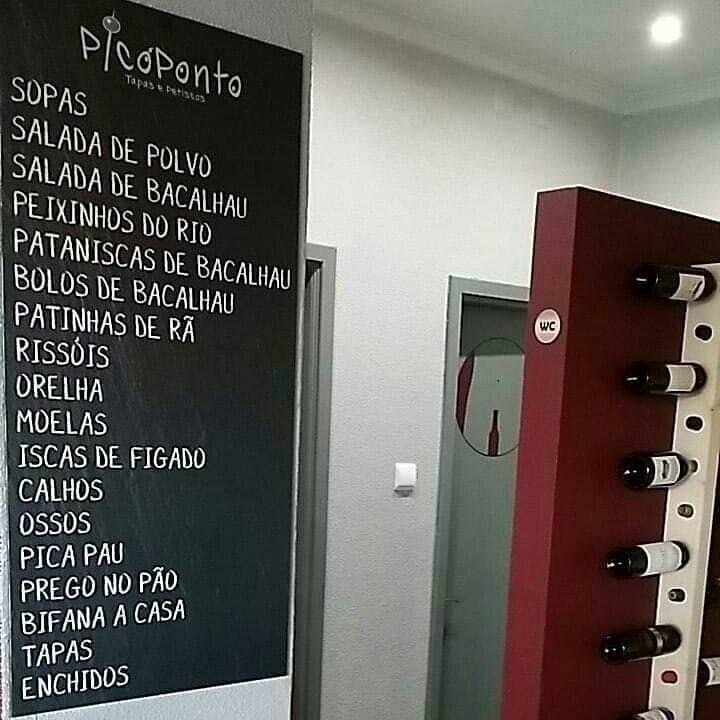 PicóPonto
Tapas e Petiscos
SOPAS
SALADA DE POLVO
SALADA DE BACALHAU
PEIXINHOS DO RIO
PATANISCAS DE BACALHAU
BOLOS DE BACALHAU
PATINHAS DE RÃ
RISSÓIS
ORELHA
MOELAS
ISCAS DE FIGADO
CALHOS
OSSOS
PICA PAU
PREGO NO PÃO
BIFANA A CASA
TAPAS
ENCHIDOS
WC